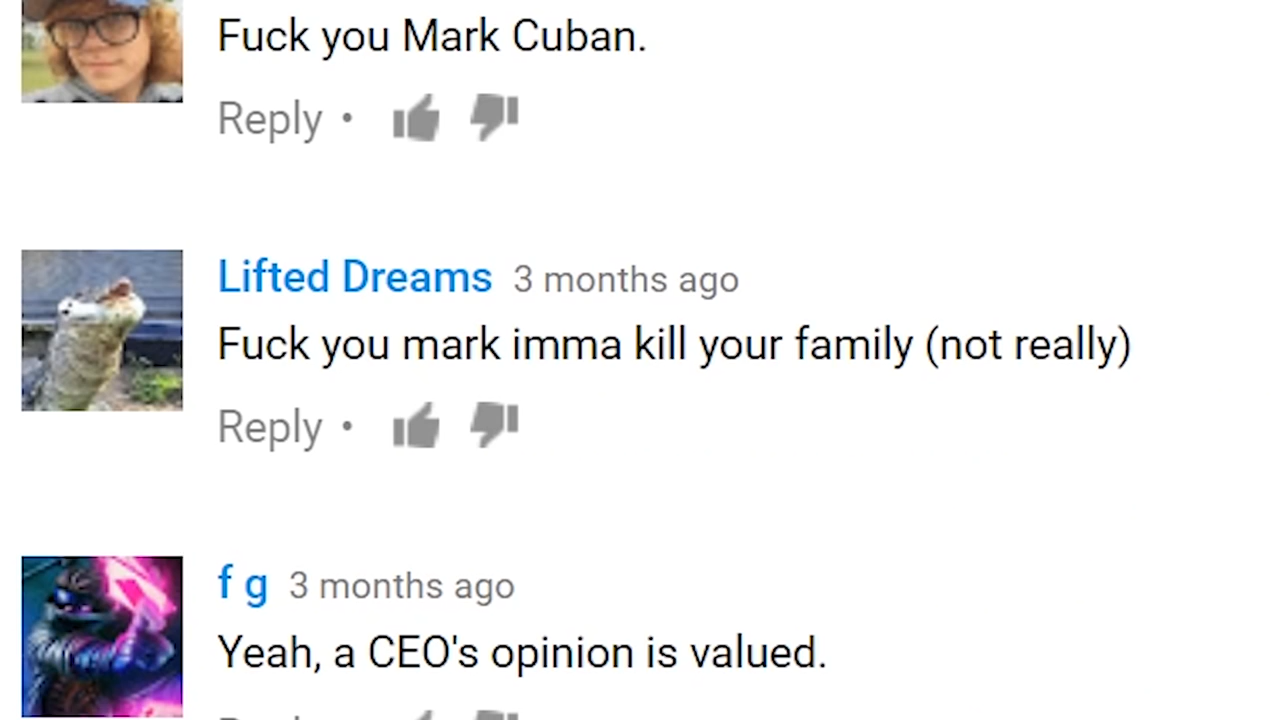 Fuck you Mark Cuban.
Reply •
Lifted Dreams 3 months ago
Fuck you mark imma kill your family (not really)
Reply •
f g 3 months ago
Yeah, a CEO's opinion is valued.